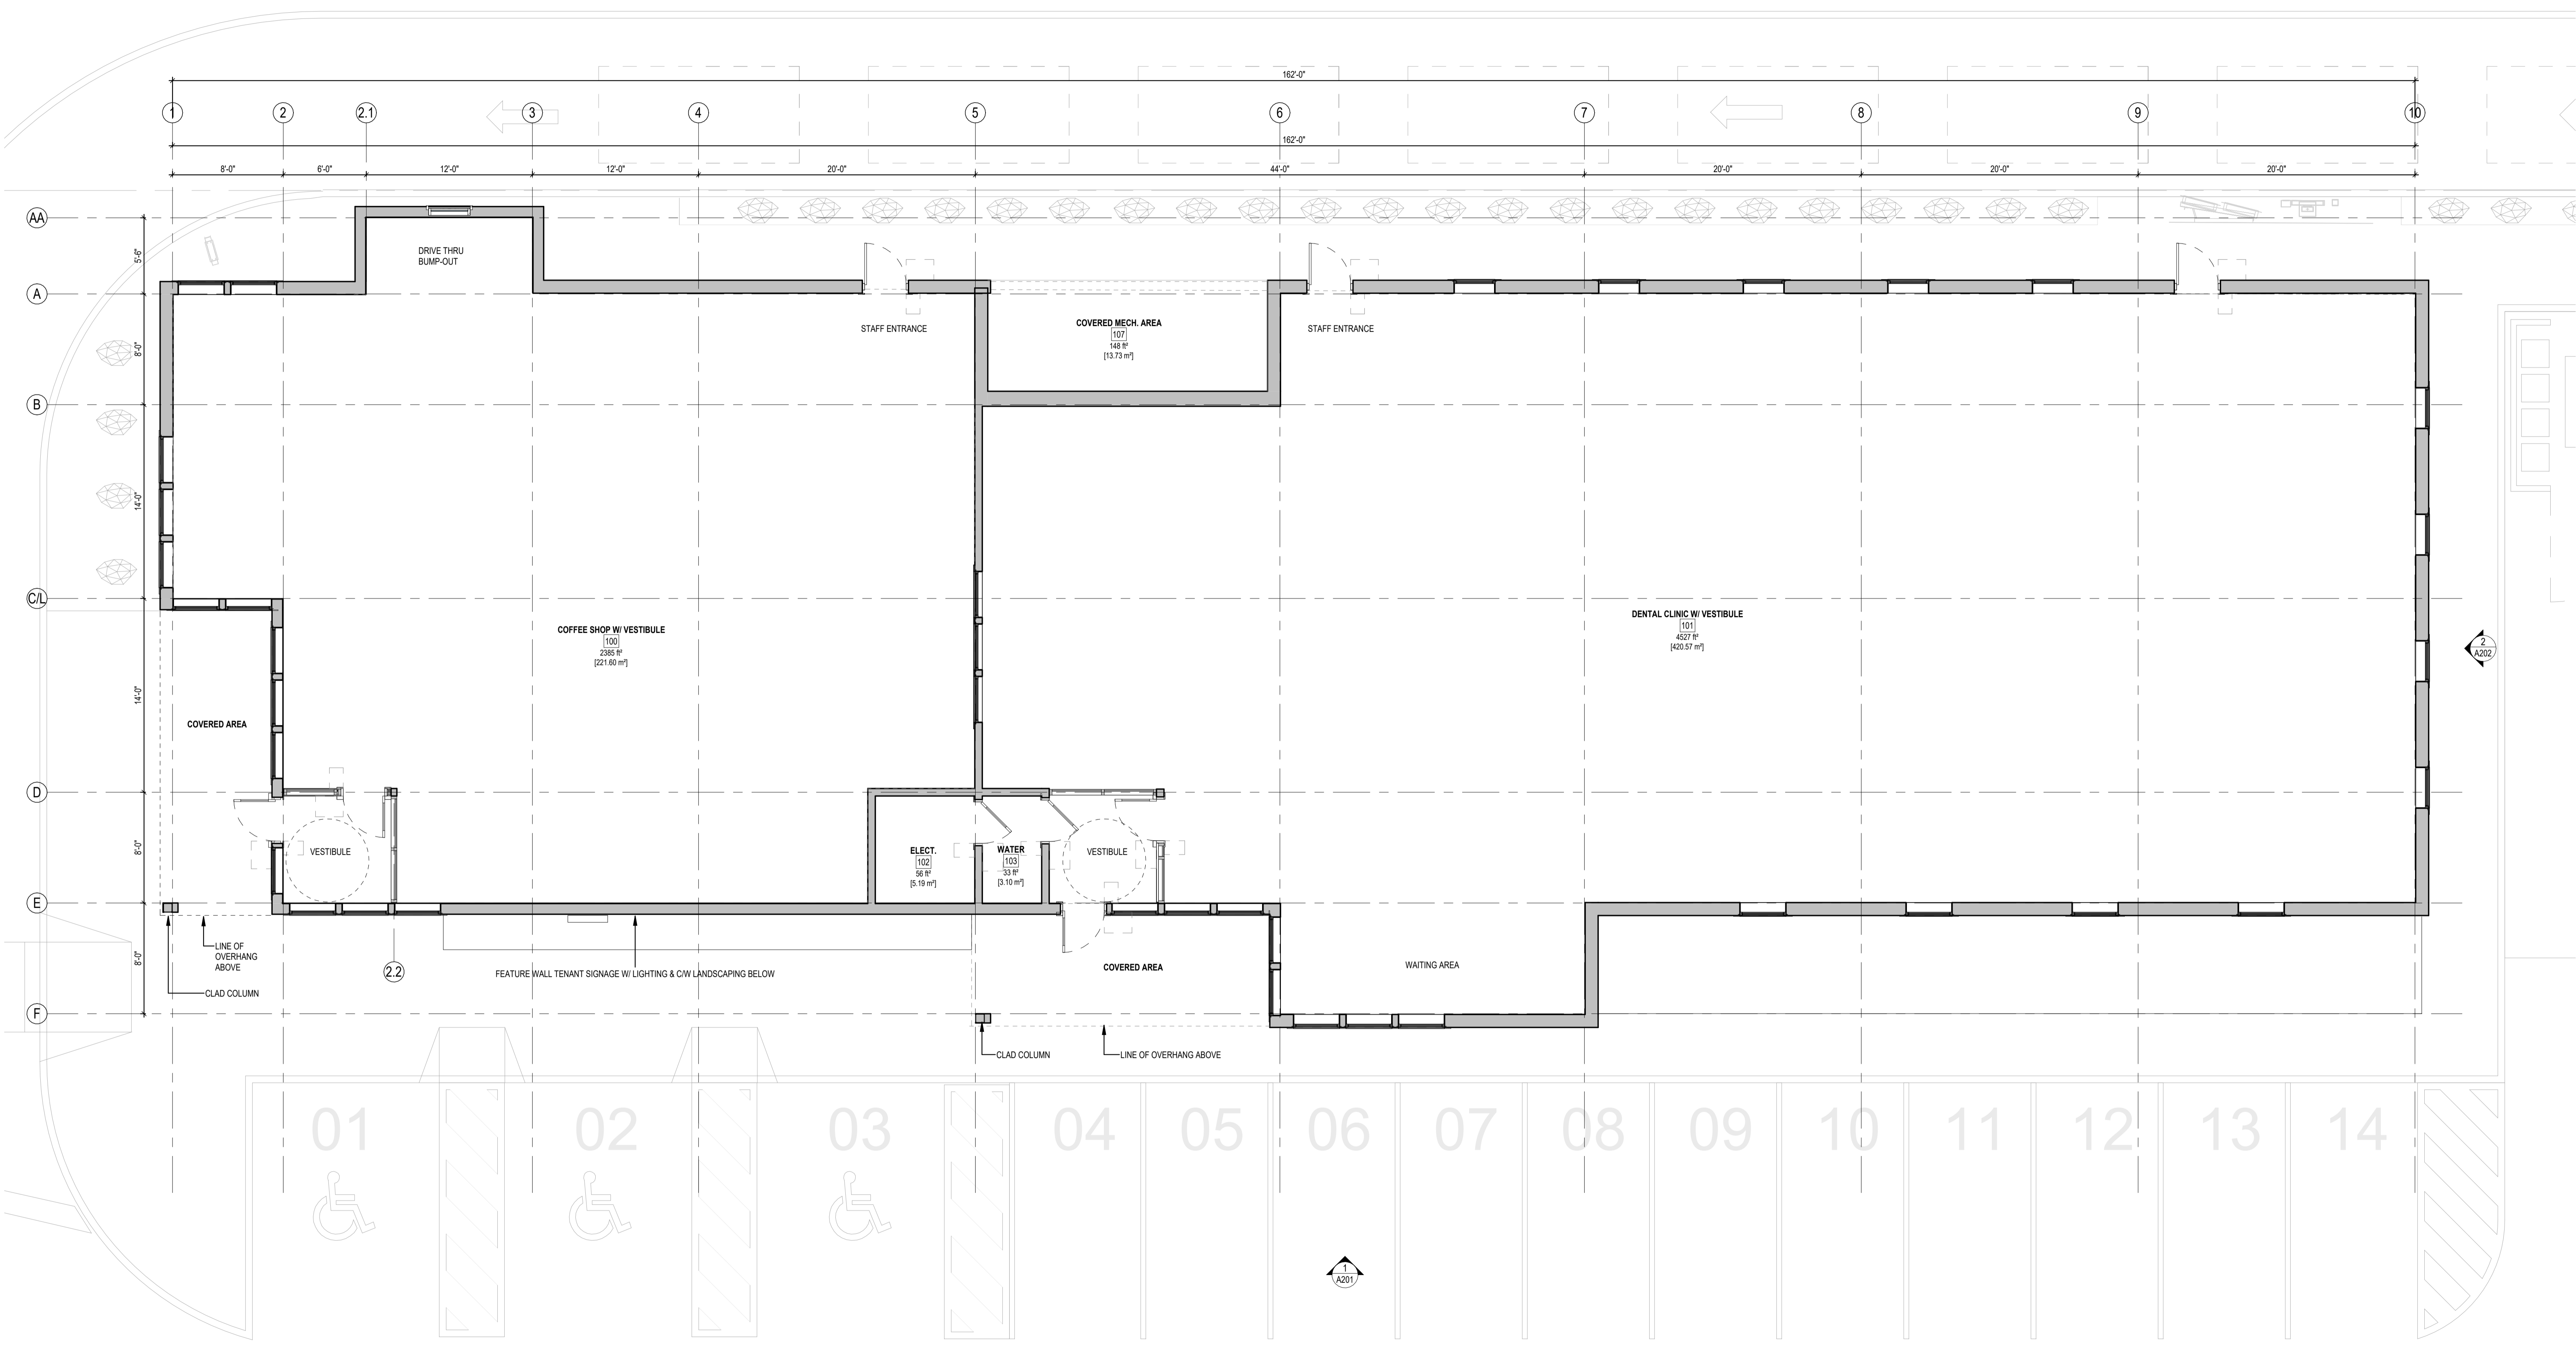 162'-0"
1 2 2.1 3 4 5 6 7 8 9 10
162'-0"
8'-0" 6'-0" 12'-0" 12'-0" 20'-0" 44'-0" 20'-0" 20'-0" 20'-0"
AA
5'-6"
DRIVE THRU
BUMP-OUT
A
STAFF ENTRANCE
COVERED MECH. AREA
107
148 ft²
[13.73 m²]
STAFF ENTRANCE
8'-0"
B
14'-0"
C/L
COFFEE SHOP W/ VESTIBULE
100
2385 ft²
[221.60 m²]
DENTAL CLINIC W/ VESTIBULE
101
4527 ft²
[420.57 m²]
2
A202
14'-0"
COVERED AREA
D
8'-0"
VESTIBULE
ELECT.
102
56 ft²
[5.19 m²]
WATER
103
33 ft²
[3.10 m²]
VESTIBULE
E
8'-0"
LINE OF
OVERHANG
ABOVE
2.2
FEATURE WALL TENANT SIGNAGE W/ LIGHTING & C/W LANDSCAPING BELOW
COVERED AREA
WAITING AREA
CLAD COLUMN
F
CLAD COLUMN
LINE OF OVERHANG ABOVE
01 02 03 04 05 06 07 08 09 10 11 12 13 14
1
A201